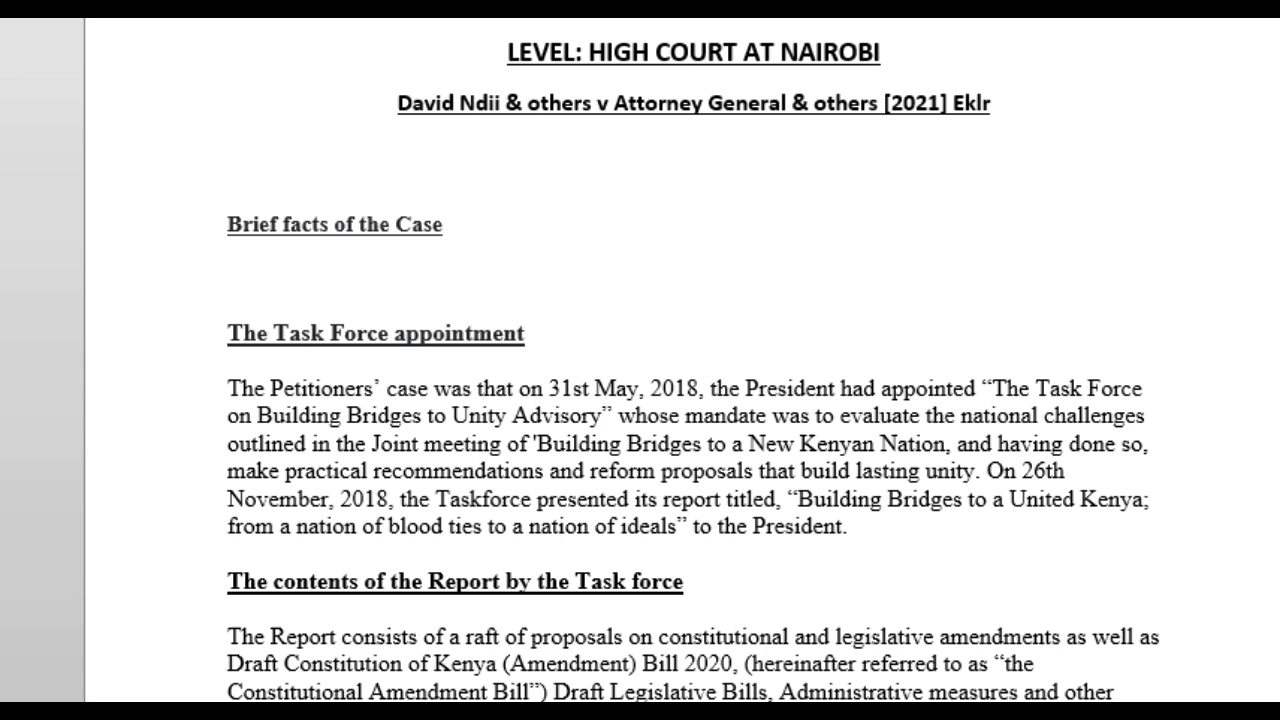 LEVEL: HIGH COURT AT NAIROBI
David Ndii & others v Attorney General & others [2021] Eklr
Brief facts of the Case
The Task Force appointment
The Petitioners’ case was that on 31st May, 2018, the President had appointed “The Task Force
on Building Bridges to Unity Advisory” whose mandate was to evaluate the national challenges
outlined in the Joint meeting of 'Building Bridges to a New Kenyan Nation, and having done so,
make practical recommendations and reform proposals that build lasting unity. On 26th
November, 2018, the Taskforce presented its report titled, “Building Bridges to a United Kenya;
from a nation of blood ties to a nation of ideals” to the President.
The contents of the Report by the Task force
The Report consists of a raft of proposals on constitutional and legislative amendments as well as
Draft Constitution of Kenya (Amendment) Bill 2020, (hereinafter referred to as “the
Constitutional Amendment Bill”) Draft Legislative Bills, Administrative measures and other